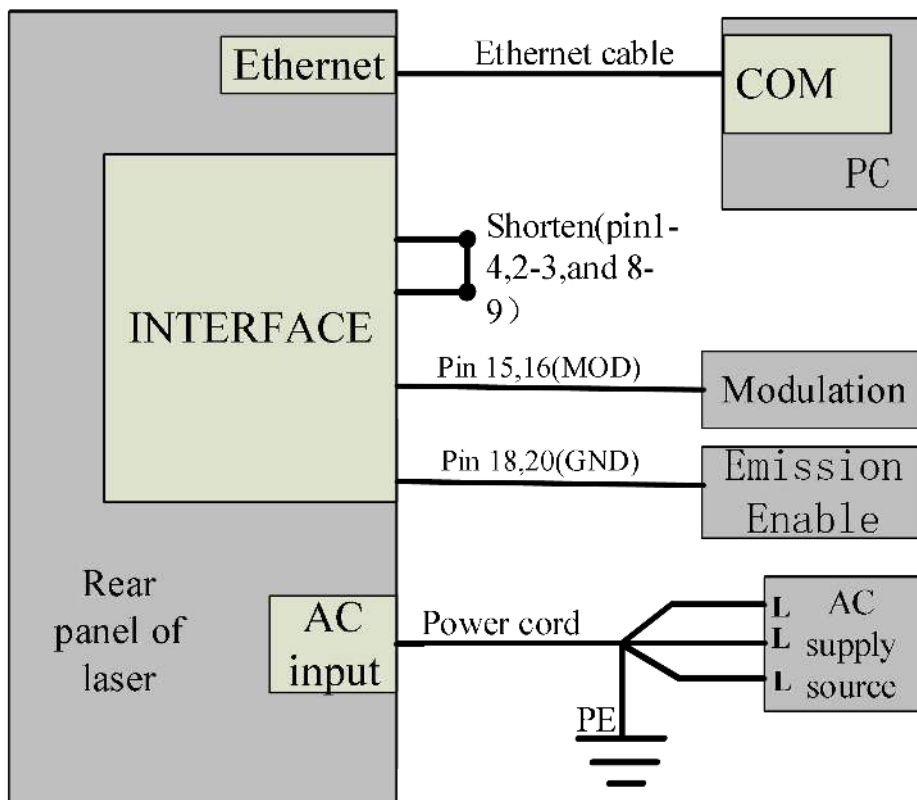 Ethernet
Ethernet cable
COM
PC
INTERFACE
Shorten(pin1-
4,2-3,and 8-
9）
Pin 15,16(MOD)
Modulation
Pin 18,20(GND)
Emission
Enable
Rear
panel of
laser
AC
input
Power cord
PE
L
L
L
AC
supply
source